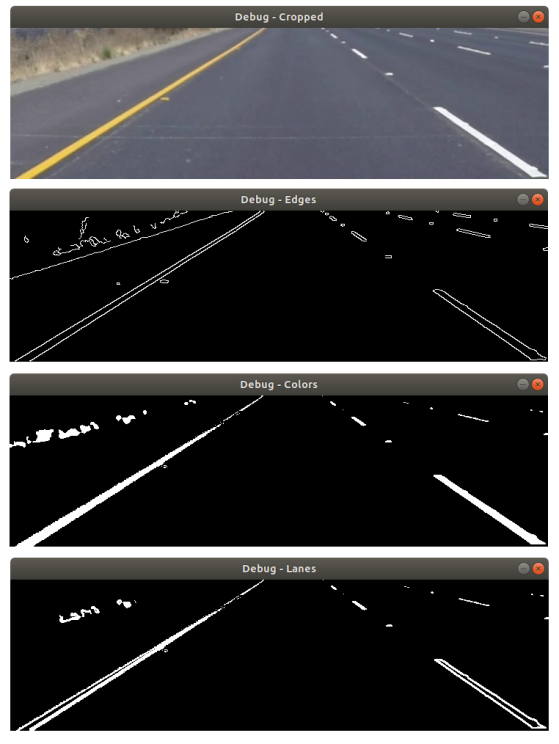 Debug - Cropped
Debug - Edges
Debug - Colors
Debug - Lanes